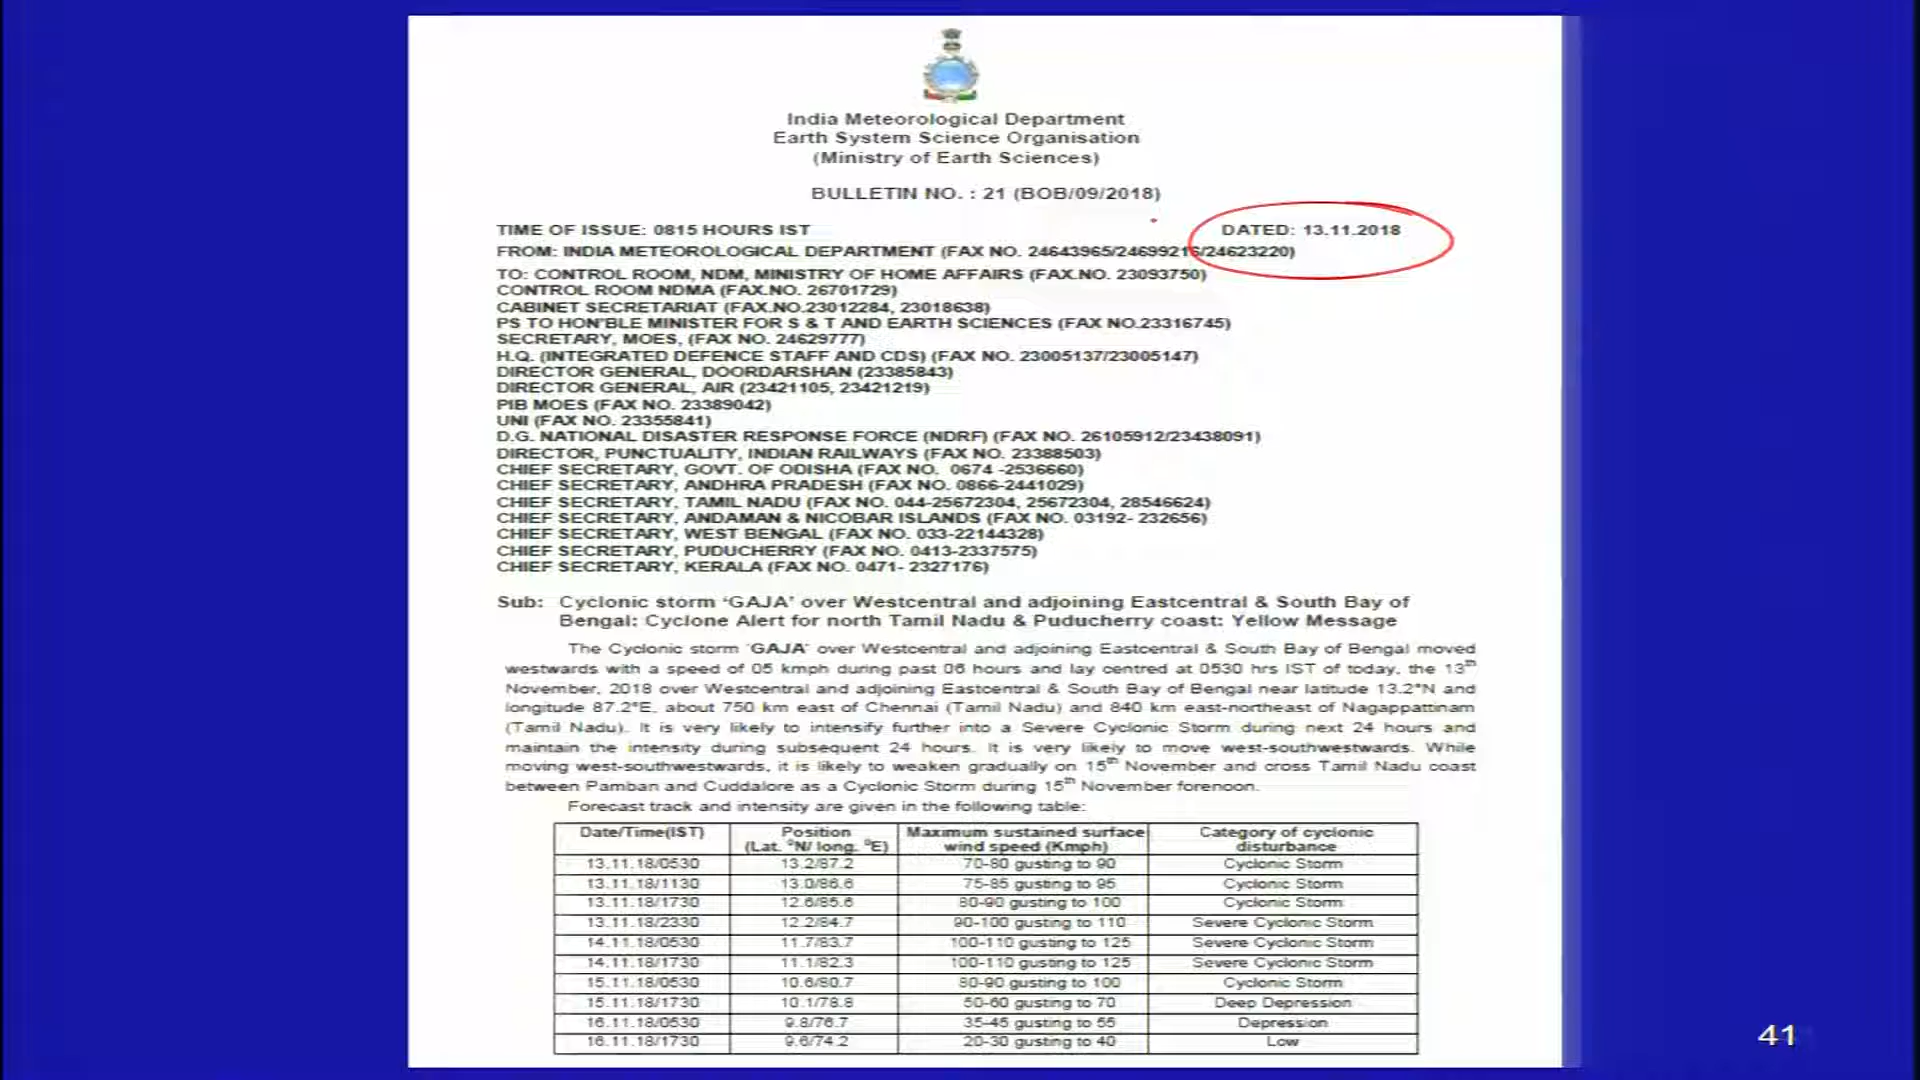 India Meteorological Department
Earth System Science Organisation
(Ministry of Earth Sciences)
BULLETIN NO. : 21 (BOB/09/2018)
TIME OF ISSUE: 0815 HOURS IST DATED: 13.11.2018
FROM: INDIA METEOROLOGICAL DEPARTMENT (FAX NO. 24643965/24699216/24623220)
TO: CONTROL ROOM, NDM, MINISTRY OF HOME AFFAIRS (FAX.NO. 23093750)
CONTROL ROOM NDMA (FAX.NO. 26701729)
CABINET SECRETARIAT (FAX.NO.23012284, 23018638)
PS TO HON'BLE MINISTER FOR S & T AND EARTH SCIENCES (FAX NO.23316745)
SECRETARY, MOES, (FAX NO. 24629777)
H.Q. (INTEGRATED DEFENCE STAFF AND CDS) (FAX NO. 23005137/23005147)
DIRECTOR GENERAL, DOORDARSHAN (23385843)
DIRECTOR GENERAL, AIR (23421105, 23421219)
PIB MOES (FAX NO. 23389042)
UNI (FAX NO. 23355841)
D.G. NATIONAL DISASTER RESPONSE FORCE (NDRF) (FAX NO. 26105912/23438091)
DIRECTOR, PUNCTUALITY, INDIAN RAILWAYS (FAX NO. 23388503)
CHIEF SECRETARY, GOVT. OF ODISHA (FAX NO. 0674 -2536660)
CHIEF SECRETARY, ANDHRA PRADESH (FAX NO. 0866-2441029)
CHIEF SECRETARY, TAMIL NADU (FAX NO. 044-25672304, 25672304, 28546624)
CHIEF SECRETARY, ANDAMAN & NICOBAR ISLANDS (FAX NO. 03192- 232656)
CHIEF SECRETARY, WEST BENGAL (FAX NO. 033-22144328)
CHIEF SECRETARY, PUDUCHERRY (FAX NO. 0413-2337575)
CHIEF SECRETARY, KERALA (FAX NO. 0471- 2327176)
Sub: Cyclonic storm ‘GAJA’ over Westcentral and adjoining Eastcentral & South Bay of
Bengal: Cyclone Alert for north Tamil Nadu & Puducherry coast: Yellow Message
The Cyclonic storm ‘GAJA’ over Westcentral and adjoining Eastcentral & South Bay of Bengal moved
westwards with a speed of 05 kmph during past 06 hours and lay centred at 0530 hrs IST of today, the 13th
November, 2018 over Westcentral and adjoining Eastcentral & South Bay of Bengal near latitude 13.2°N and
longitude 87.2°E, about 750 km east of Chennai (Tamil Nadu) and 840 km east-northeast of Nagappattinam
(Tamil Nadu). It is very likely to intensify further into a Severe Cyclonic Storm during next 24 hours and
maintain the intensity during subsequent 24 hours. It is very likely to move west-southwestwards. While
moving west-southwestwards, it is likely to weaken gradually on 15th November and cross Tamil Nadu coast
between Pamban and Cuddalore as a Cyclonic Storm during 15th November forenoon.
Forecast track and intensity are given in the following table:
Date/Time(IST) Position (Lat. °N/ long. °E) Maximum sustained surface wind speed (Kmph) Category of cyclonic disturbance
13.11.18/0530 13.2/87.2 70-80 gusting to 90 Cyclonic Storm
13.11.18/1130 13.0/86.6 75-85 gusting to 95 Cyclonic Storm
13.11.18/1730 12.6/85.6 80-90 gusting to 100 Cyclonic Storm
13.11.18/2330 12.2/84.7 90-100 gusting to 110 Severe Cyclonic Storm
14.11.18/0530 11.7/83.7 100-110 gusting to 125 Severe Cyclonic Storm
14.11.18/1730 11.1/82.3 100-110 gusting to 125 Severe Cyclonic Storm
15.11.18/0530 10.6/80.7 80-90 gusting to 100 Cyclonic Storm
15.11.18/1730 10.1/78.8 50-60 gusting to 70 Deep Depression
16.11.18/0530 9.8/76.7 35-45 gusting to 55 Depression
16.11.18/1730 9.6/74.2 20-30 gusting to 40 Low
41